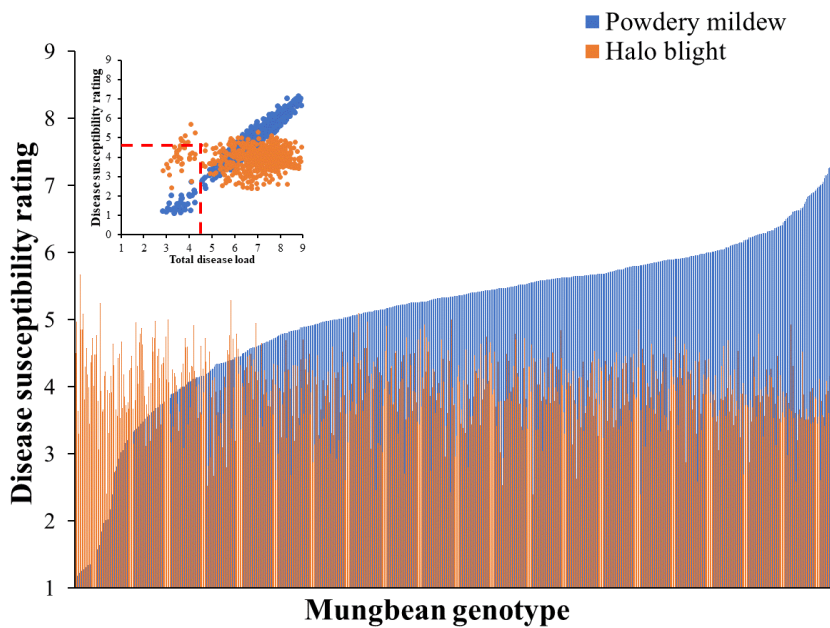 Powdery mildew
Halo blight
Disease susceptibility rating
9
8
7
6
5
4
3
2
1
Mungbean genotype
Disease susceptibility rating
9
8
7
6
5
4
3
2
1
0
1 2 3 4 5 6 7 8 9
Total disease load